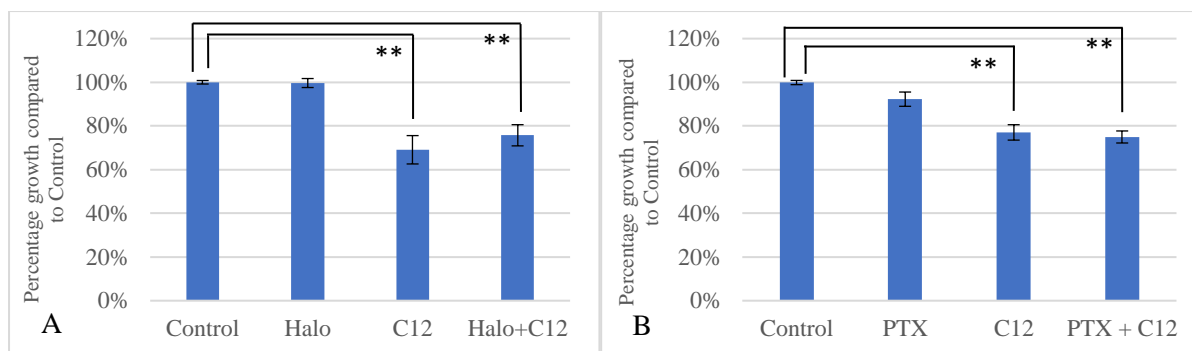 Percentage growth compared
to Control
120%
100%
80%
60%
40%
20%
0%
**
**
Control
Halo
C12
Halo+C12
A
Percentage growth compared
to Control
120%
100%
80%
60%
40%
20%
0%
**
**
Control
PTX
C12
PTX + C12
B